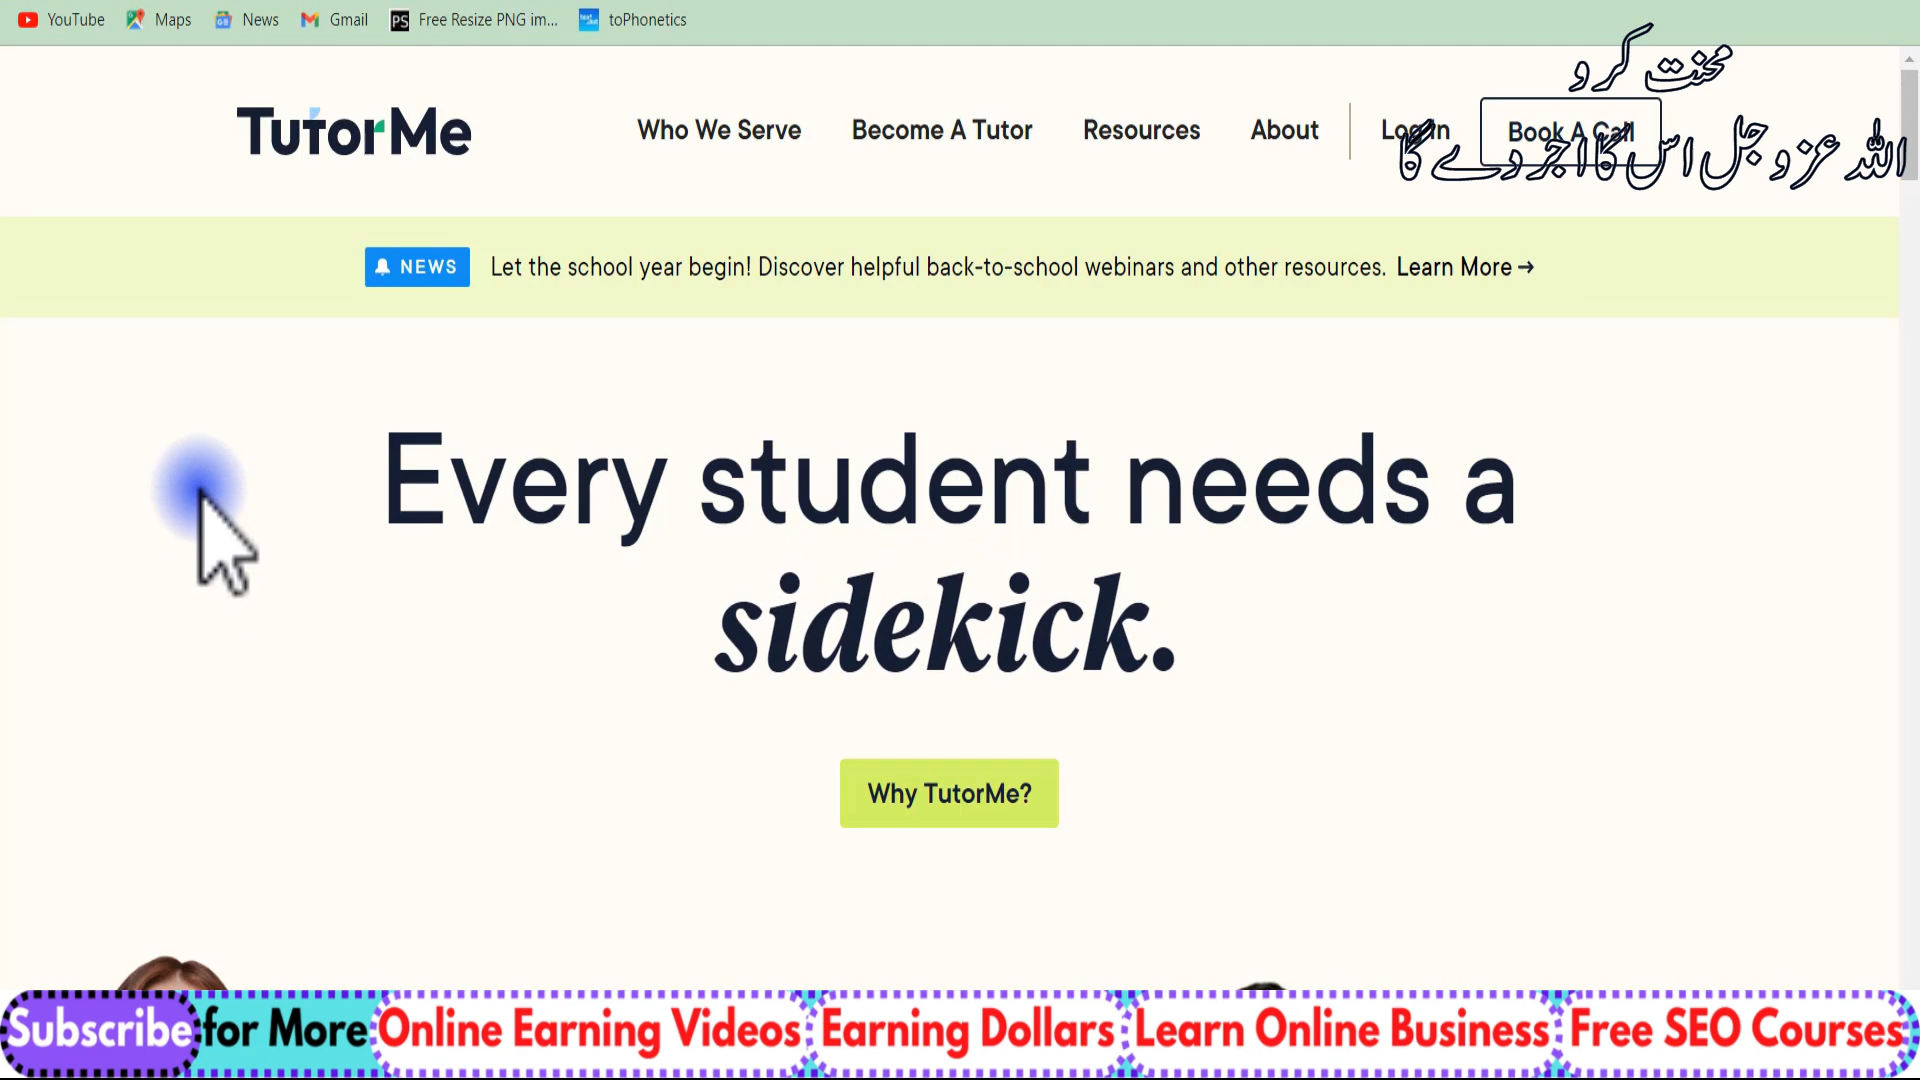 YouTube Maps News Gmail Free Resize PNG im... toPhonetics
محنت کرو
اللہ عزوجل اس کا اجر دے گا
TutorMe Who We Serve Become A Tutor Resources About Log In Book A Call
NEWS Let the school year begin! Discover helpful back-to-school webinars and other resources. Learn More →
Every student needs a
sidekick.
Why TutorMe?
Subscribe for More Online Earning Videos Earning Dollars Learn Online Business Free SEO Courses